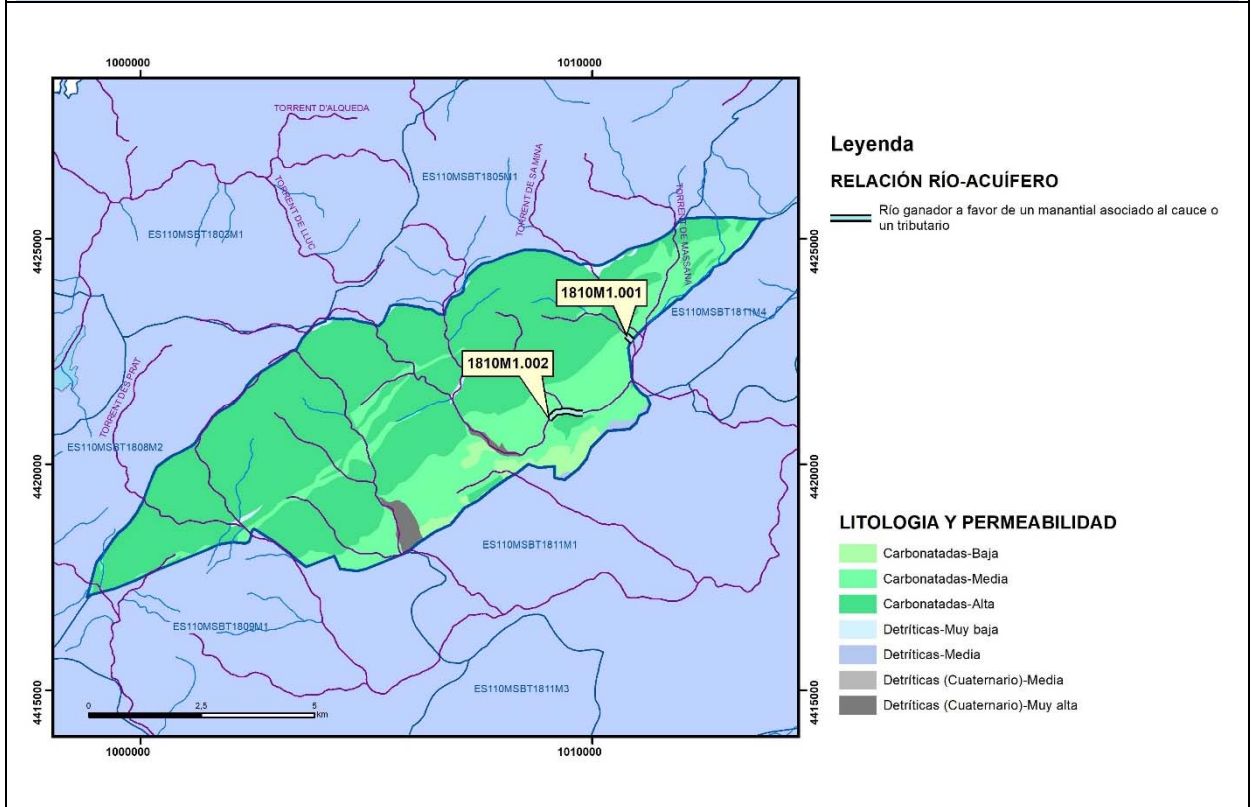 1000000
1010000
4425000
4420000
4415000
4425000
4420000
4415000
TORRENT D'ALQUEDA
TORRENT DE LLUC
TORRENT DE SA MINA
TORRENT DE MASSANA
TORRENT DES PRAT
ES110MSBT1805M1
ES110MSBT1803M1
ES110MSBT1811M4
ES110MSBT1808M2
ES110MSBT1811M1
ES110MSBT1809M1
ES110MSBT1811M3
1810M1.001
1810M1.002
0 2,5 5
km
1000000
1010000
Leyenda
RELACIÓN RÍO-ACUÍFERO
Río ganador a favor de un manantial asociado al cauce o
un tributario
LITOLOGIA Y PERMEABILIDAD
Carbonatadas-Baja
Carbonatadas-Media
Carbonatadas-Alta
Detríticas-Muy baja
Detríticas-Media
Detríticas (Cuaternario)-Media
Detríticas (Cuaternario)-Muy alta